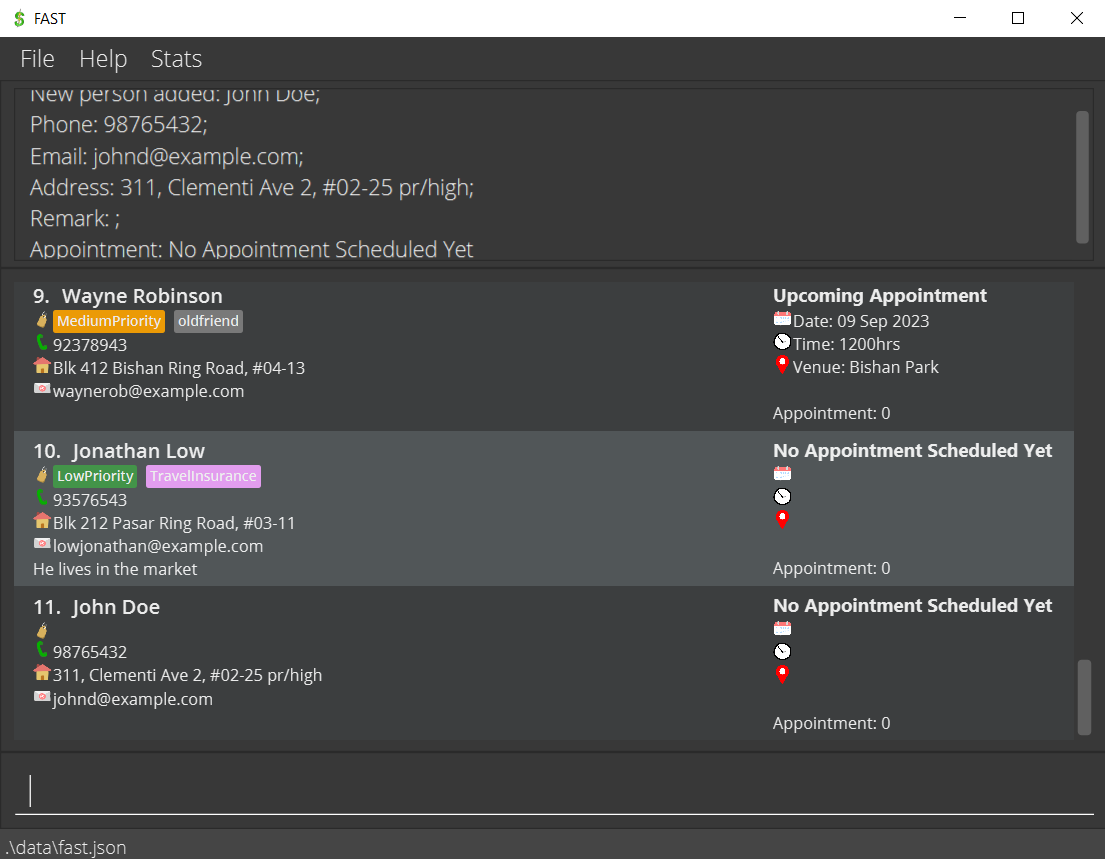 FAST
File Help Stats
New person added: John Doe;
Phone: 98765432;
Email: johnd@example.com;
Address: 311, Clementi Ave 2, #02-25 pr/high;
Remark: ;
Appointment: No Appointment Scheduled Yet
9. Wayne Robinson
MediumPriority oldfriend
92378943
Blk 412 Bishan Ring Road, #04-13
waynerob@example.com
Upcoming Appointment
Date: 09 Sep 2023
Time: 1200hrs
Venue: Bishan Park
Appointment: 0
10. Jonathan Low
LowPriority TravelInsurance
93576543
Blk 212 Pasar Ring Road, #03-11
lowjonathan@example.com
He lives in the market
No Appointment Scheduled Yet
Appointment: 0
11. John Doe
98765432
311, Clementi Ave 2, #02-25 pr/high
johnd@example.com
No Appointment Scheduled Yet
Appointment: 0
.\data\fast.json